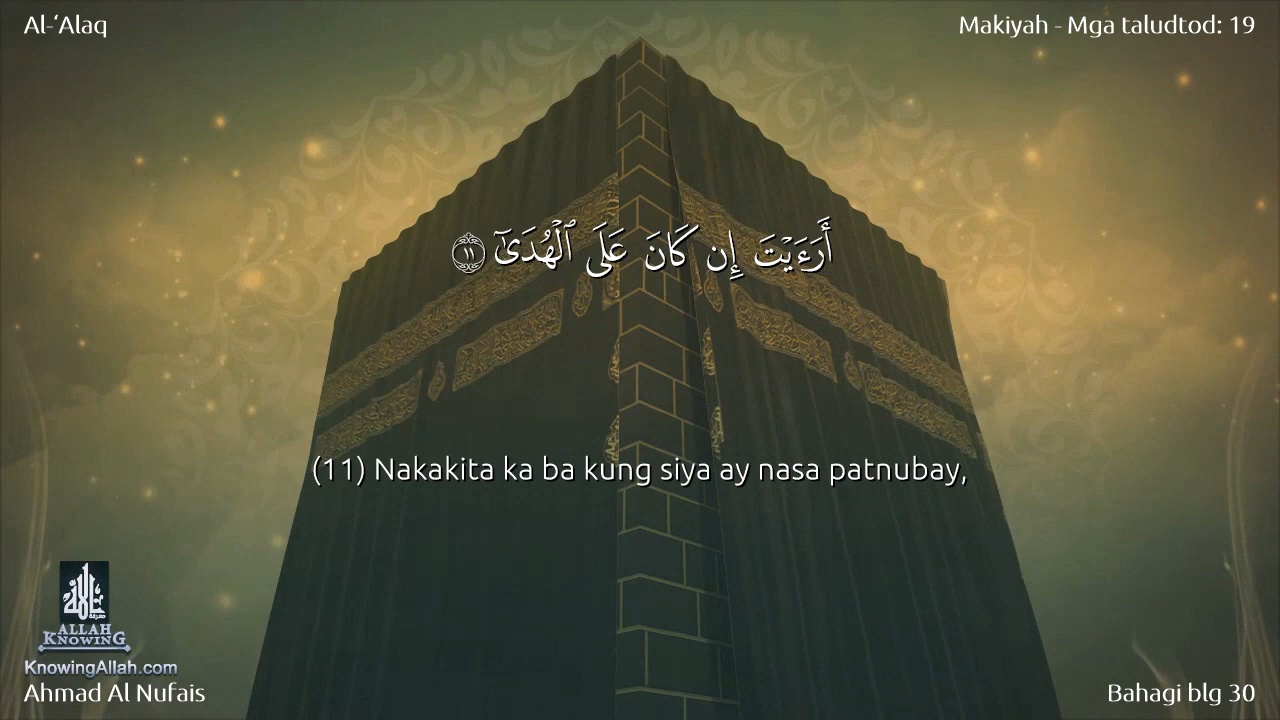 Al-‘Alaq
Makiyah - Mga taludtod: 19
أَرَءَيْتَ إِن كَانَ عَلَى ٱلْهُدَىٰٓ ١١
(11) Nakakita ka ba kung siya ay nasa patnubay,
ALLAH
KNOWING
KnowingAllah.com
Ahmad Al Nufais
Bahagi blg 30